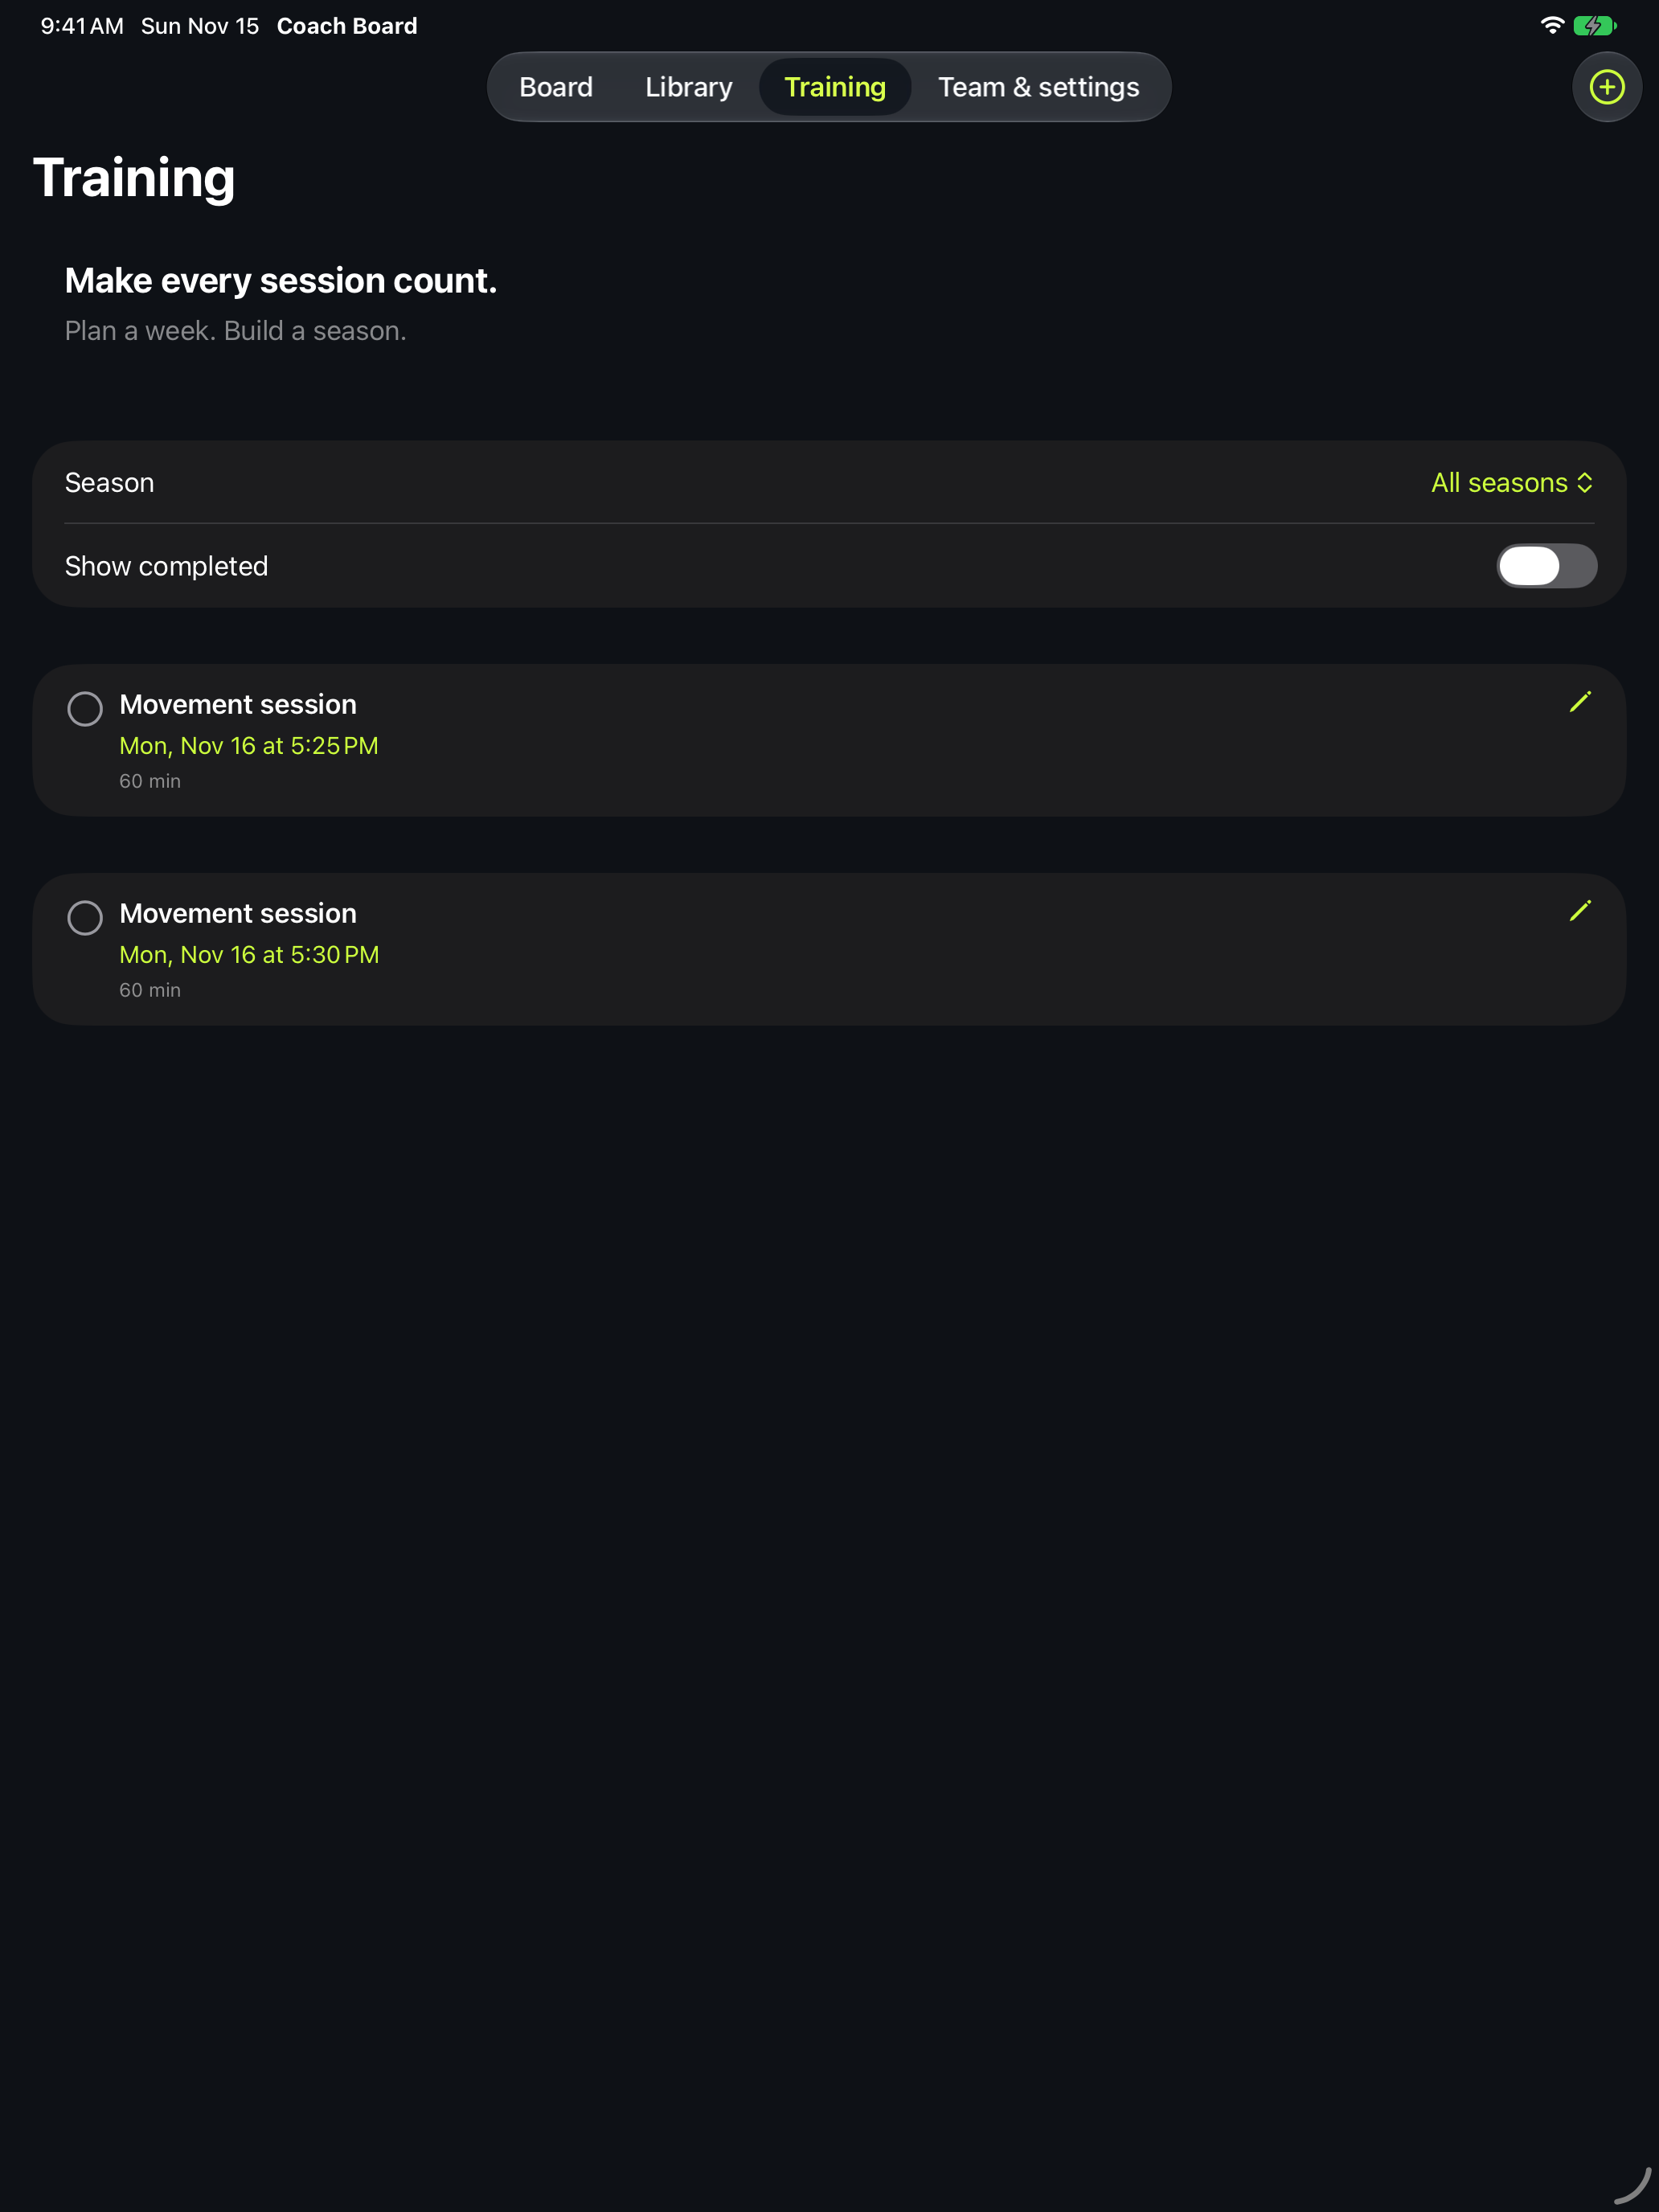 9:41 AM Sun Nov 15 Coach Board
Board Library Training Team & settings
Training
Make every session count.
Plan a week. Build a season.
Season All seasons
Show completed
Movement session
Mon, Nov 16 at 5:25 PM
60 min
Movement session
Mon, Nov 16 at 5:30 PM
60 min